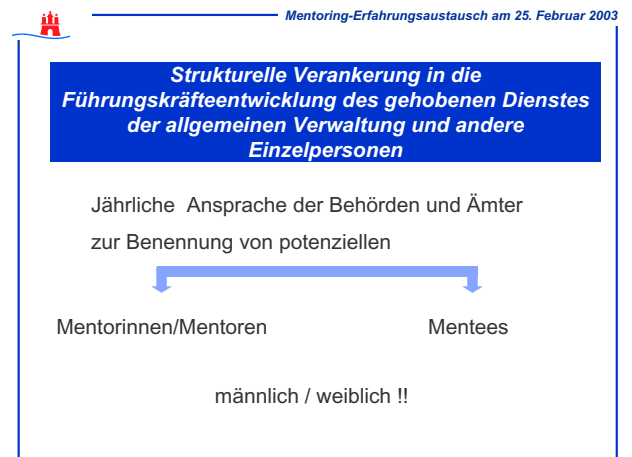 Mentoring-Erfahrungsaustausch am 25. Februar 2003
Strukturelle Verankerung in die
Führungskräfteentwicklung des gehobenen Dienstes
der allgemeinen Verwaltung und andere
Einzelpersonen
Jährliche Ansprache der Behörden und Ämter
zur Benennung von potenziellen
Mentorinnen/Mentoren Mentees
männlich / weiblich !!